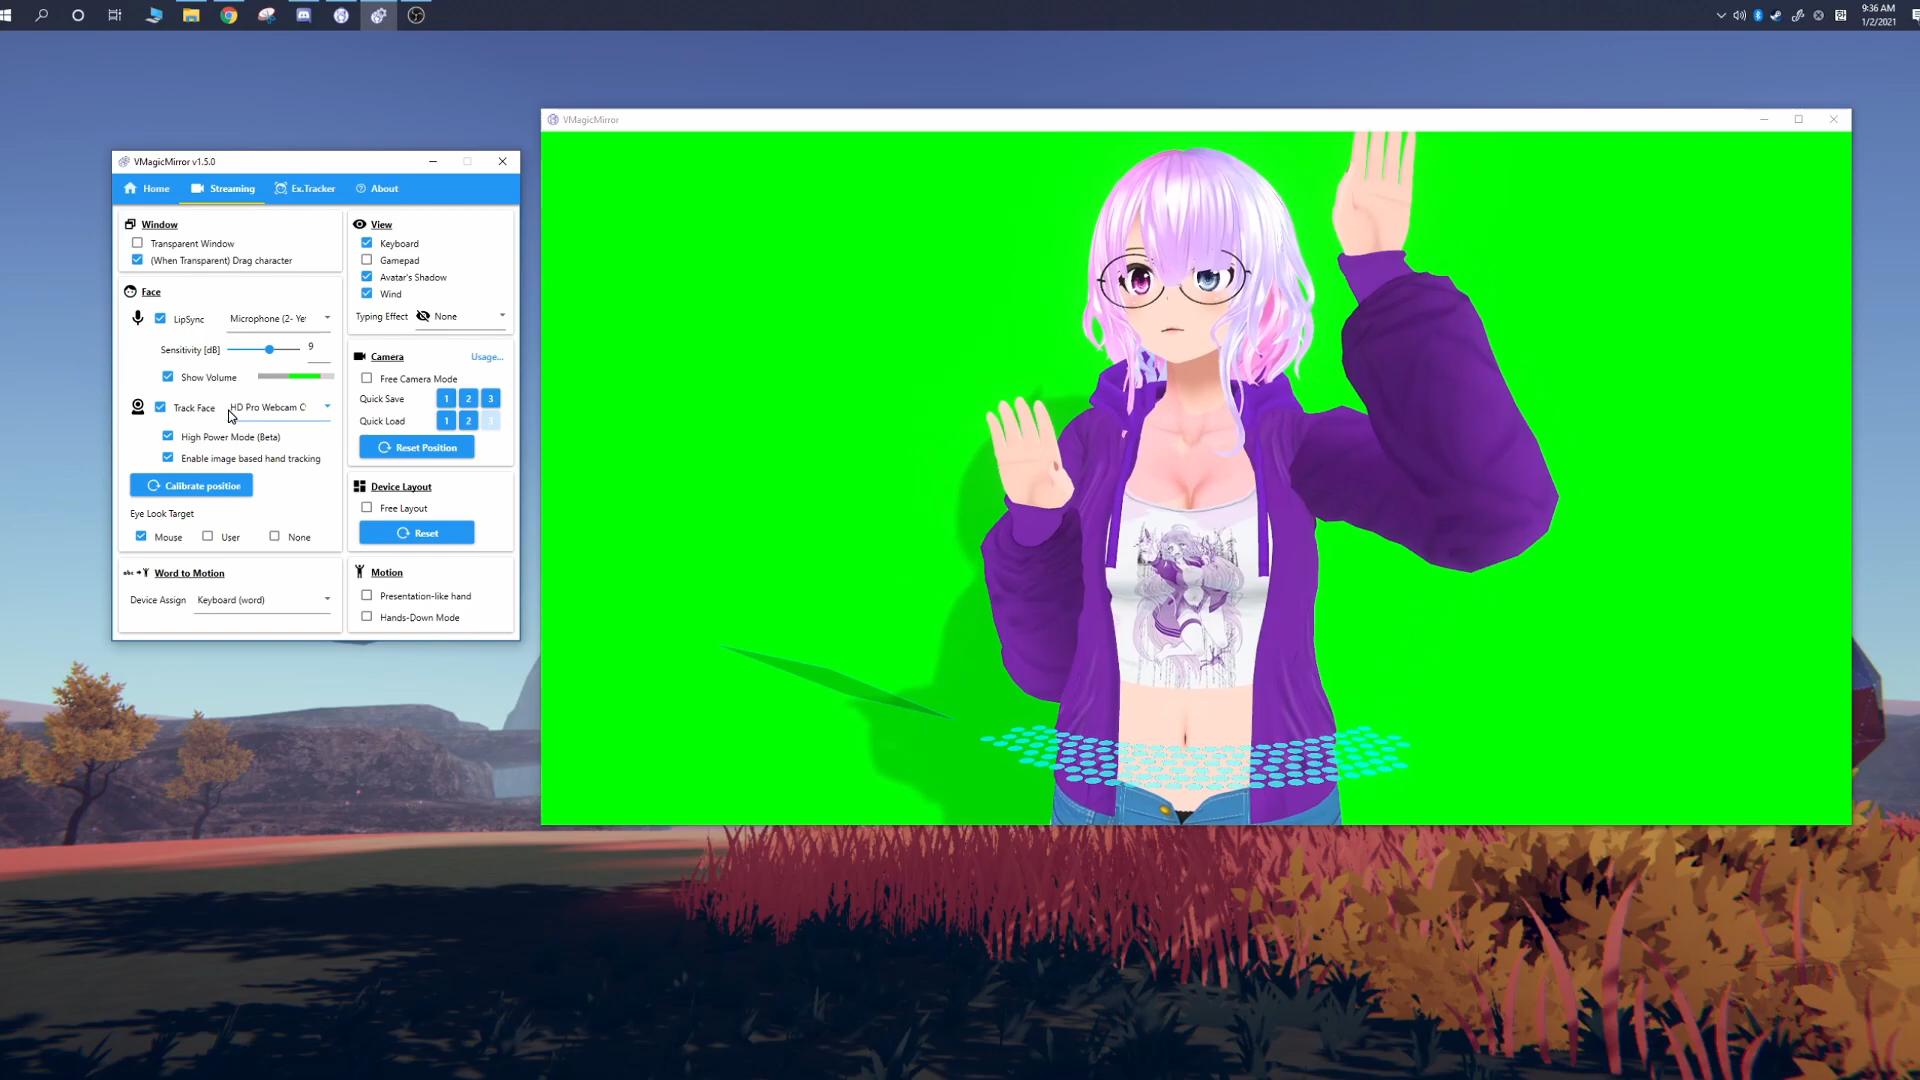 9:36 AM
1/2/2021
VMagicMirror
VMagicMirror v1.5.0
Home
Streaming
Ex.Tracker
About
Window
Transparent Window
(When Transparent) Drag character
Face
LipSync
Microphone (2- Ye
Sensitivity [dB]
9
Show Volume
Track Face
HD Pro Webcam C
High Power Mode (Beta)
Enable image based hand tracking
Calibrate position
Eye Look Target
Mouse
User
None
Word to Motion
Device Assign
Keyboard (word)
View
Keyboard
Gamepad
Avatar's Shadow
Wind
Typing Effect
None
Camera
Usage...
Free Camera Mode
Quick Save
1 2 3
Quick Load
1 2 3
Reset Position
Device Layout
Free Layout
Reset
Motion
Presentation-like hand
Hands-Down Mode